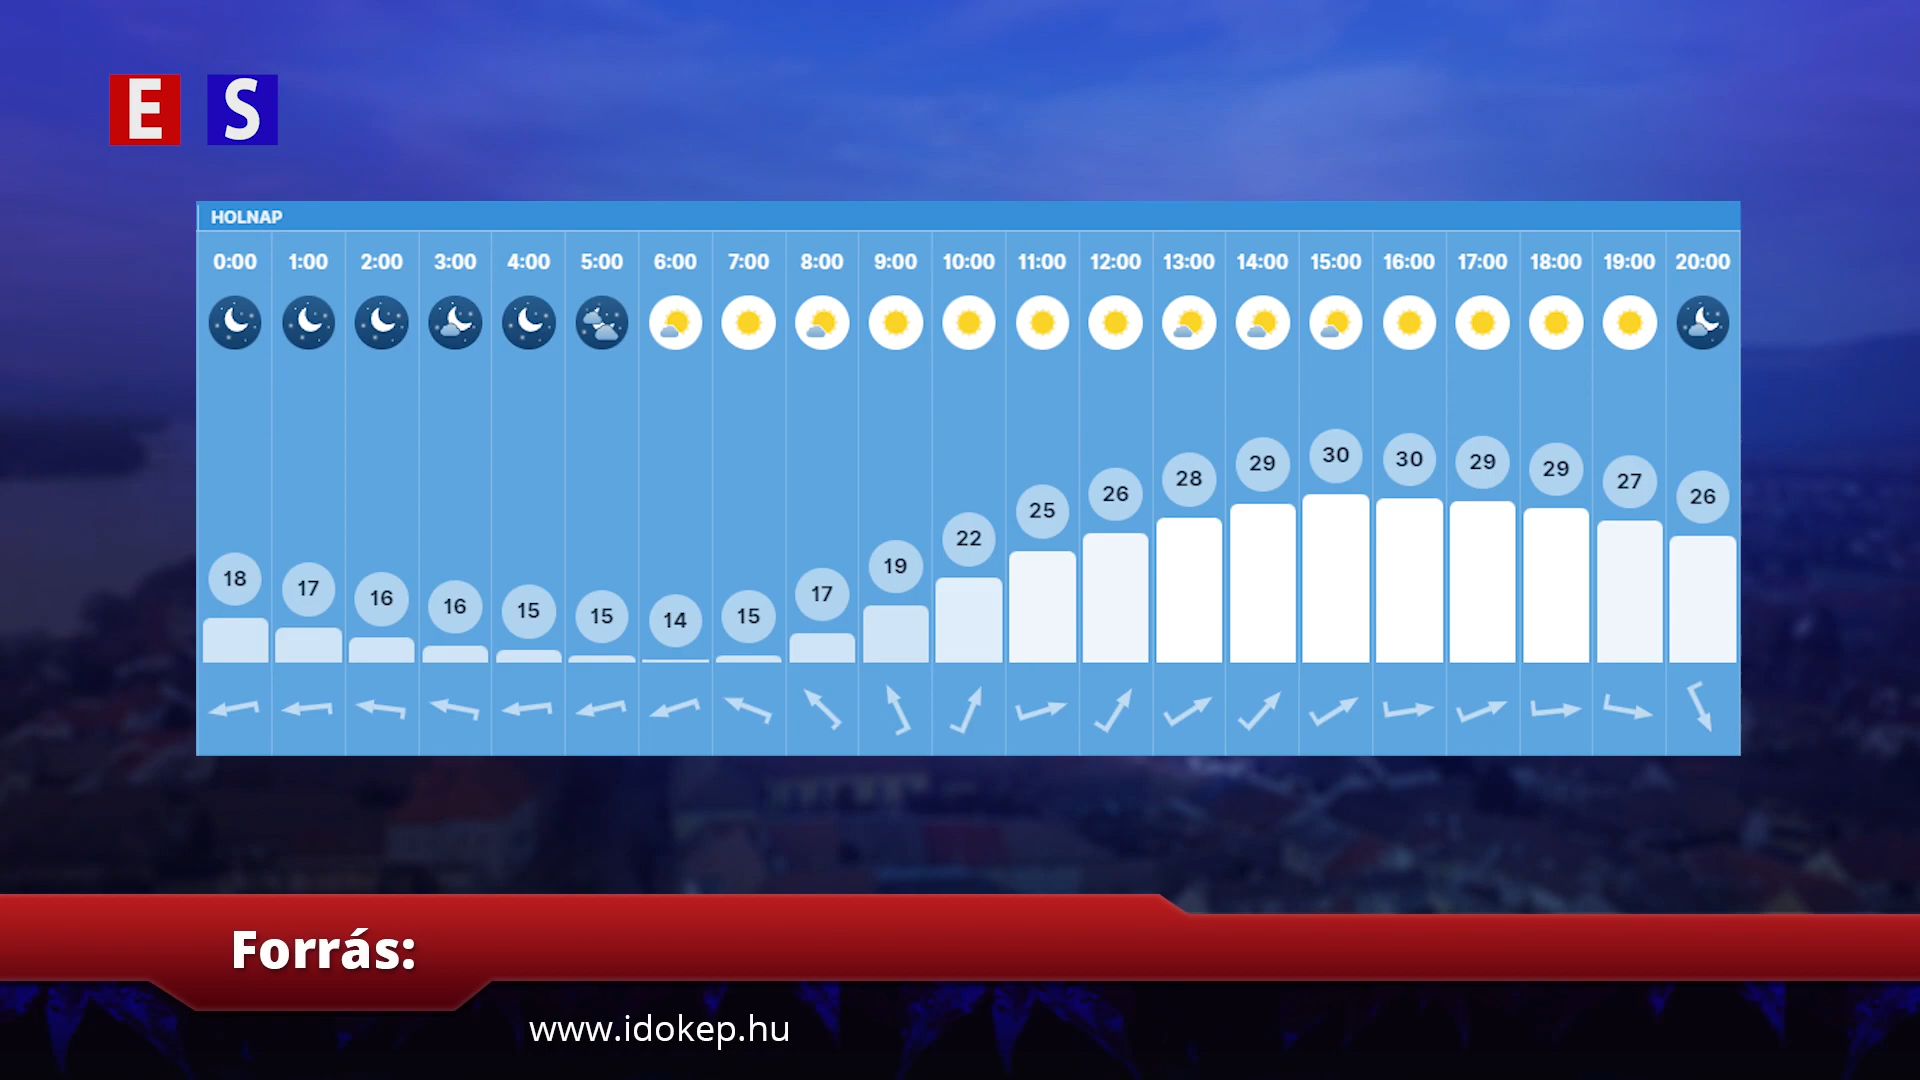 E S
HOLNAP
0:00 1:00 2:00 3:00 4:00 5:00 6:00 7:00 8:00 9:00 10:00 11:00 12:00 13:00 14:00 15:00 16:00 17:00 18:00 19:00 20:00
18 17 16 16 15 15 14 15 17 19 22 25 26 28 29 30 30 29 29 27 26
Forrás:
www.idokep.hu